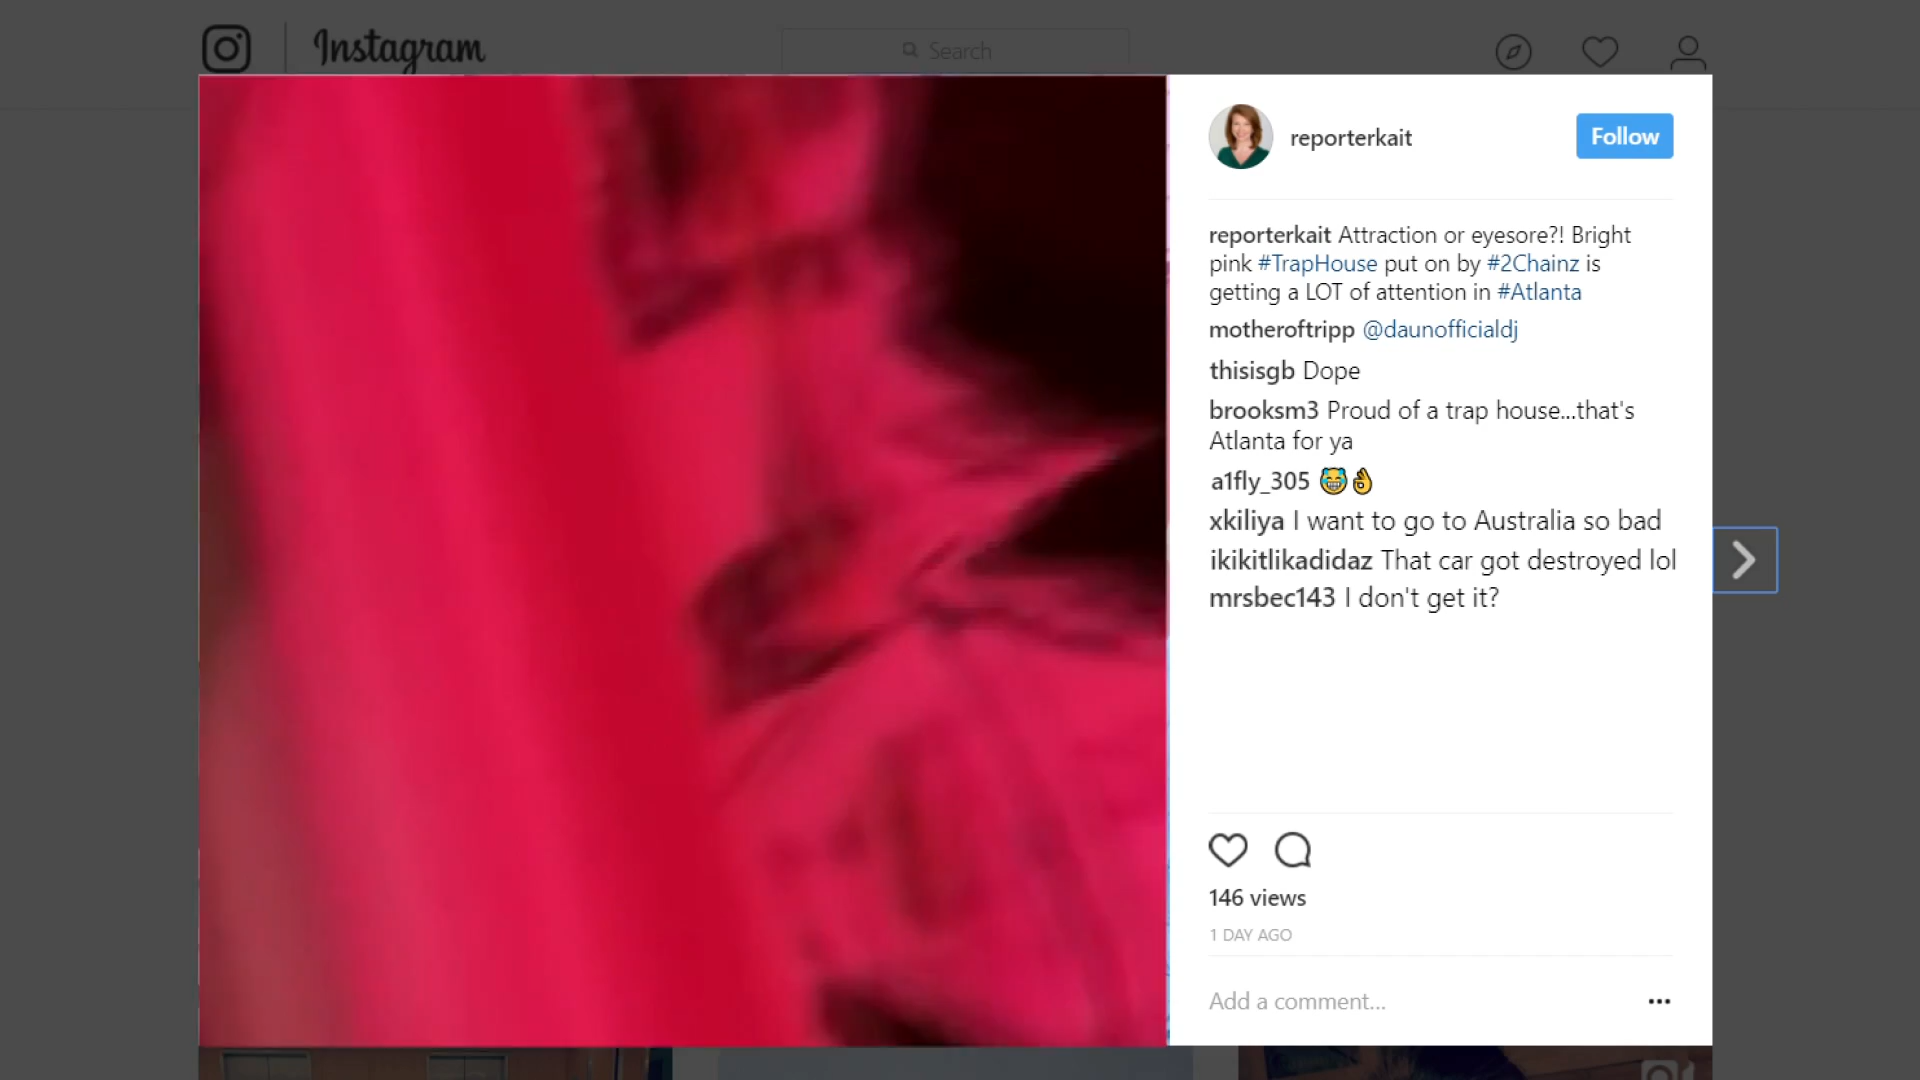 Instagram
Search
reporterkait
Follow
reporterkait Attraction or eyesore?! Bright
pink #TrapHouse put on by #2Chainz is
getting a LOT of attention in #Atlanta
motheroftripp @daunofficialdj
thisisgb Dope
brooksm3 Proud of a trap house...that's
Atlanta for ya
a1fly_305 😹👌
xkiliya I want to go to Australia so bad
ikikitlikadidaz That car got destroyed lol
mrsbec143 I don't get it?
146 views
1 DAY AGO
Add a comment...